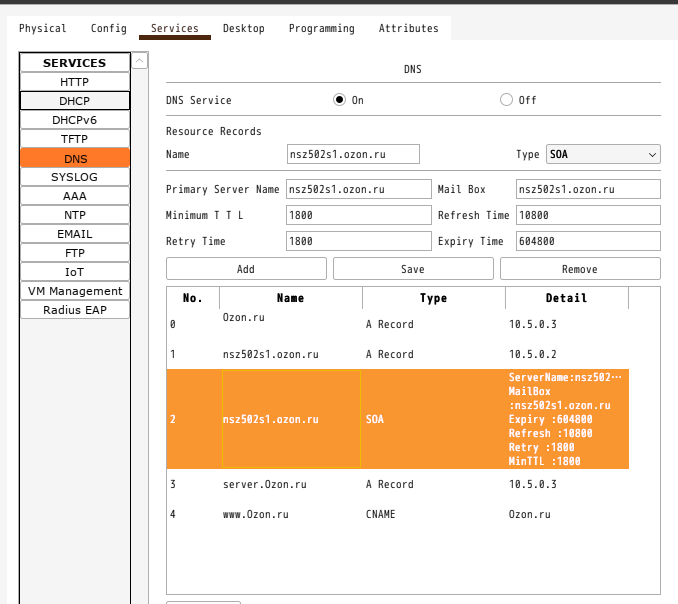 Physical Config Services Desktop Programming Attributes
SERVICES
HTTP
DHCP
DHCPv6
TFTP
DNS
SYSLOG
AAA
NTP
EMAIL
FTP
IoT
VM Management
Radius EAP
DNS
DNS Service On Off
Resource Records
Name nsz502s1.ozon.ru Type SOA
Primary Server Name nsz502s1.ozon.ru Mail Box nsz502s1.ozon.ru
Minimum T T L 1800 Refresh Time 10800
Retry Time 1800 Expiry Time 604800
Add Save Remove
No. Name Type Detail
0 Ozon.ru A Record 10.5.0.3
1 nsz502s1.ozon.ru A Record 10.5.0.2
2 nsz502s1.ozon.ru SOA ServerName:nsz502…
MailBox
:nsz502s1.ozon.ru
Expiry :604800
Refresh :10800
Retry :1800
MinTTL :1800
3 server.Ozon.ru A Record 10.5.0.3
4 www.Ozon.ru CNAME Ozon.ru